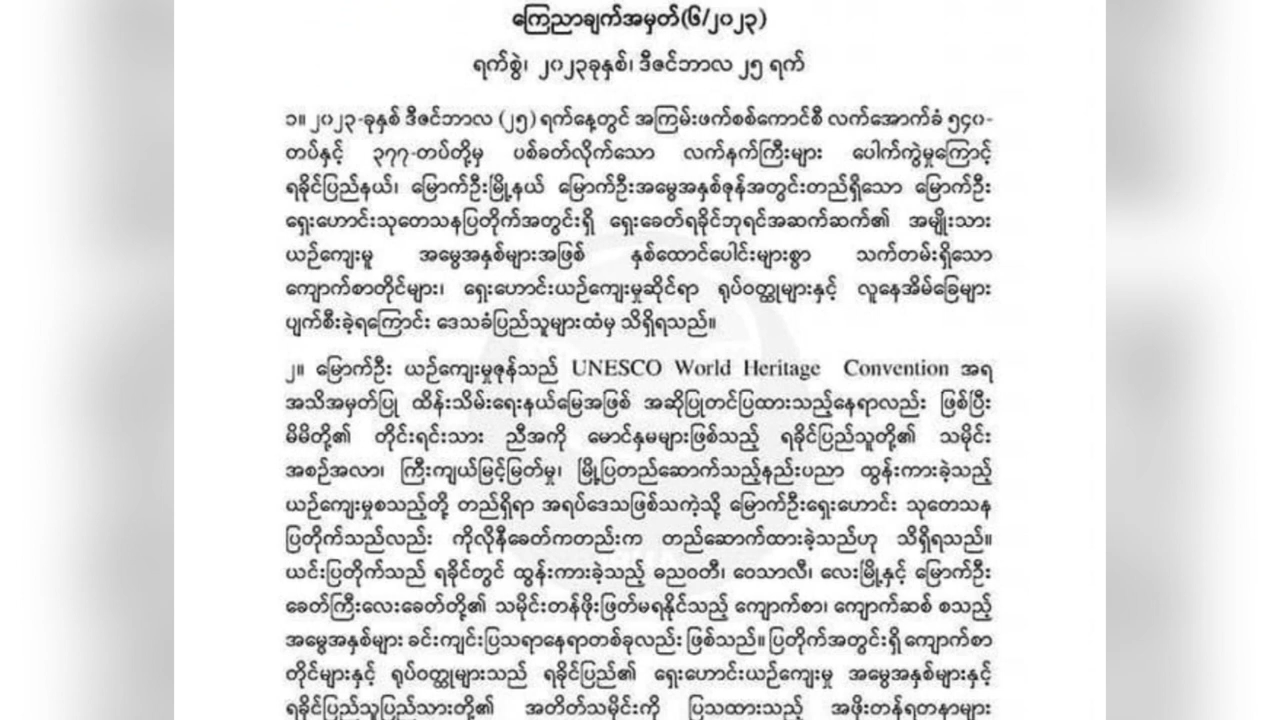 ကြေညာချက်အမှတ်(၆/၂၀၂၃)
ရက်စွဲ၊ ၂၀၂၃ခုနှစ်၊ ဒီဇင်ဘာလ ၂၅ ရက်
၁။ ၂၀၂၃-ခုနှစ် ဒီဇင်ဘာလ (၂၅) ရက်နေ့တွင် အကြမ်းဖက်စစ်ကောင်စီ လက်အောက်ခံ ၅၄၀-
တပ်နှင့် ၃၇၇-တပ်တို့မှ ပစ်ခတ်လိုက်သော လက်နက်ကြီးများ ပေါက်ကွဲမှုကြောင့်
ရခိုင်ပြည်နယ်၊ မြောက်ဦးမြို့နယ် မြောက်ဦးအမွေအနှစ်ဇုန်အတွင်းတည်ရှိသော မြောက်ဦး
ရှေးဟောင်းသုတေသနပြတိုက်အတွင်းရှိ ရှေးခေတ်ရခိုင်ဘုရင်အဆက်ဆက်၏ အမျိုးသား
ယဉ်ကျေးမူ အမွေအနှစ်များအဖြစ် နှစ်ထောင်ပေါင်းများစွာ သက်တမ်းရှိသော
ကျောက်စာတိုင်များ၊ ရှေးဟောင်းယဉ်ကျေးမှုဆိုင်ရာ ရုပ်ဝတ္ထုများနှင့် လူနေအိမ်ခြေများ
ပျက်စီးခဲ့ရကြောင်း ဒေသခံပြည်သူများထံမှ သိရှိရသည်။
၂။ မြောက်ဦး ယဉ်ကျေးမှုဇုန်သည် UNESCO World Heritage Convention အရ
အသိအမှတ်ပြု ထိန်းသိမ်းရေးနယ်မြေအဖြစ် အဆိုပြုတင်ပြထားသည့်နေရာလည်း ဖြစ်ပြီး
မိမိတို့၏ တိုင်းရင်းသား ညီအကို မောင်နှမများဖြစ်သည့် ရခိုင်ပြည်သူတို့၏ သမိုင်း
အစဉ်အလာ၊ ကြီးကျယ်မြင့်မြတ်မှု၊ မြို့ပြတည်ဆောက်သည့်နည်းပညာ ထွန်းကားခဲ့သည့်
ယဉ်ကျေးမှုစသည့်တို့ တည်ရှိရာ အရပ်ဒေသဖြစ်သကဲ့သို့ မြောက်ဦးရှေးဟောင်း သုတေသန
ပြတိုက်သည်လည်း ကိုလိုနီခေတ်ကတည်းက တည်ဆောက်ထားခဲ့သည်ဟု သိရှိရသည်။
ယင်းပြတိုက်သည် ရခိုင်တွင် ထွန်းကားခဲ့သည့် ဓညဝတီ၊ ဝေသာလီ၊ လေးမြို့နှင့် မြောက်ဦး
ခေတ်ကြီးလေးခေတ်တို့၏ သမိုင်းတန်ဖိုးဖြတ်မရနိုင်သည့် ကျောက်စာ၊ ကျောက်ဆစ် စသည့်
အမွေအနှစ်များ ခင်းကျင်းပြသရာနေရာတစ်ခုလည်း ဖြစ်သည်။ ပြတိုက်အတွင်းရှိ ကျောက်စာ
တိုင်များနှင့် ရုပ်ဝတ္ထုများသည် ရခိုင်ပြည်၏ ရှေးဟောင်းယဉ်ကျေးမှု အမွေအနှစ်များနှင့်
ရခိုင်ပြည်သူပြည်သားတို့၏ အတိတ်သမိုင်းကို ပြသထားသည့် အဖိုးတန်ရတနာများ